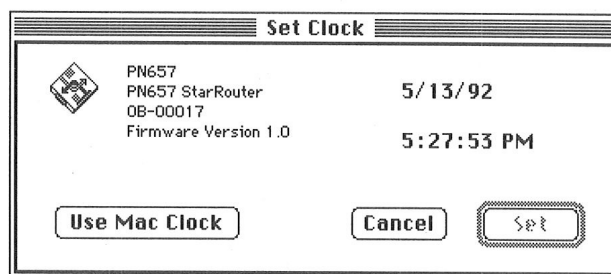 Set Clock
PN657
PN657 StarRouter
OB-00017
Firmware Version 1.0
5/13/92
5:27:53 PM
Use Mac Clock
Cancel
Set